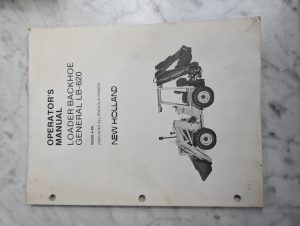 OPERATOR'S
MANUAL
LOADER BACKHOE
GENERAL LB-620
NEW HOLLAND